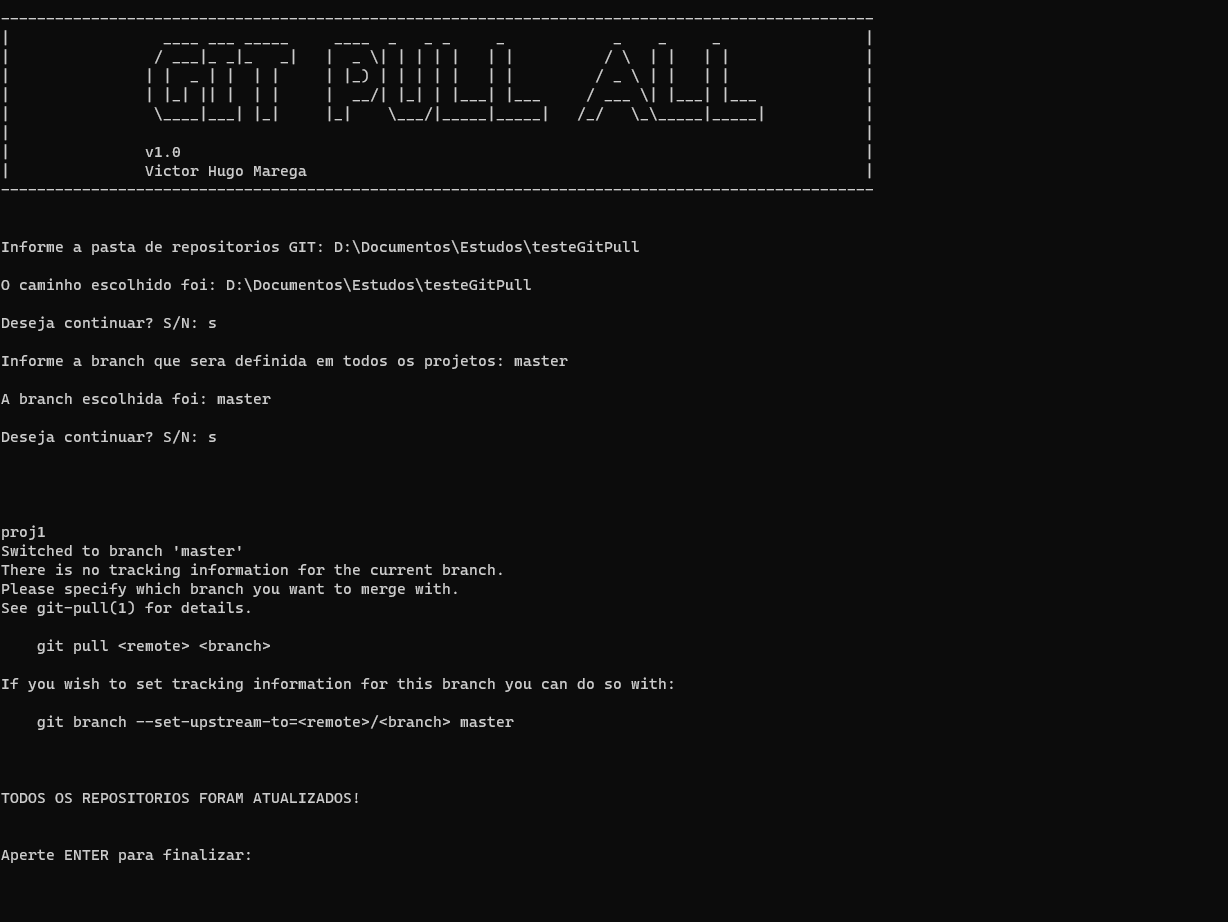 GIT PULL ALL
v1.0
Victor Hugo Marega
Informe a pasta de repositorios GIT: D:\Documentos\Estudos\testeGitPull
O caminho escolhido foi: D:\Documentos\Estudos\testeGitPull
Deseja continuar? S/N: s
Informe a branch que sera definida em todos os projetos: master
A branch escolhida foi: master
Deseja continuar? S/N: s
proj1
Switched to branch 'master'
There is no tracking information for the current branch.
Please specify which branch you want to merge with.
See git-pull(1) for details.
git pull <remote> <branch>
If you wish to set tracking information for this branch you can do so with:
git branch --set-upstream-to=<remote>/<branch> master
TODOS OS REPOSITORIOS FORAM ATUALIZADOS!
Aperte ENTER para finalizar: